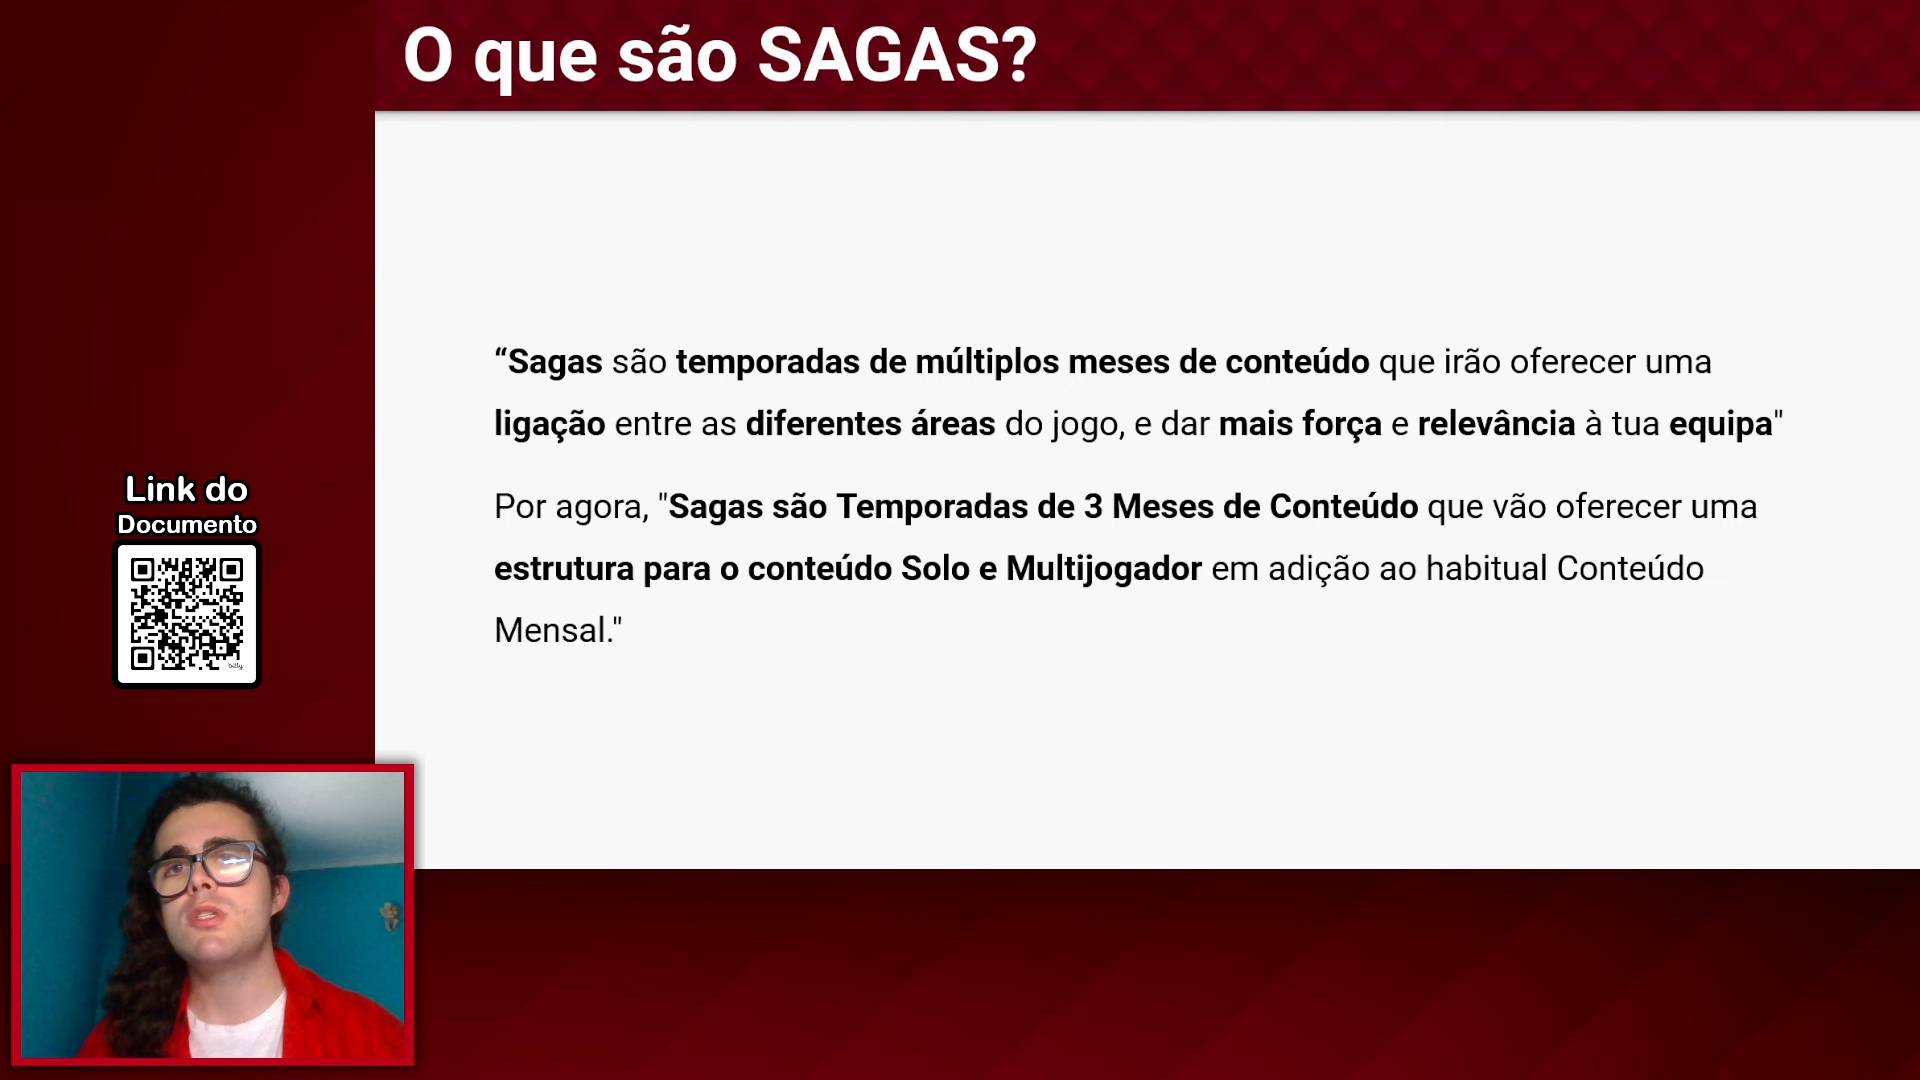 O que são SAGAS?
“Sagas são temporadas de múltiplos meses de conteúdo que irão oferecer uma
ligação entre as diferentes áreas do jogo, e dar mais força e relevância à tua equipa"
Por agora, "Sagas são Temporadas de 3 Meses de Conteúdo que vão oferecer uma
estrutura para o conteúdo Solo e Multijogador em adição ao habitual Conteúdo
Mensal."
Link do
Documento
bitly